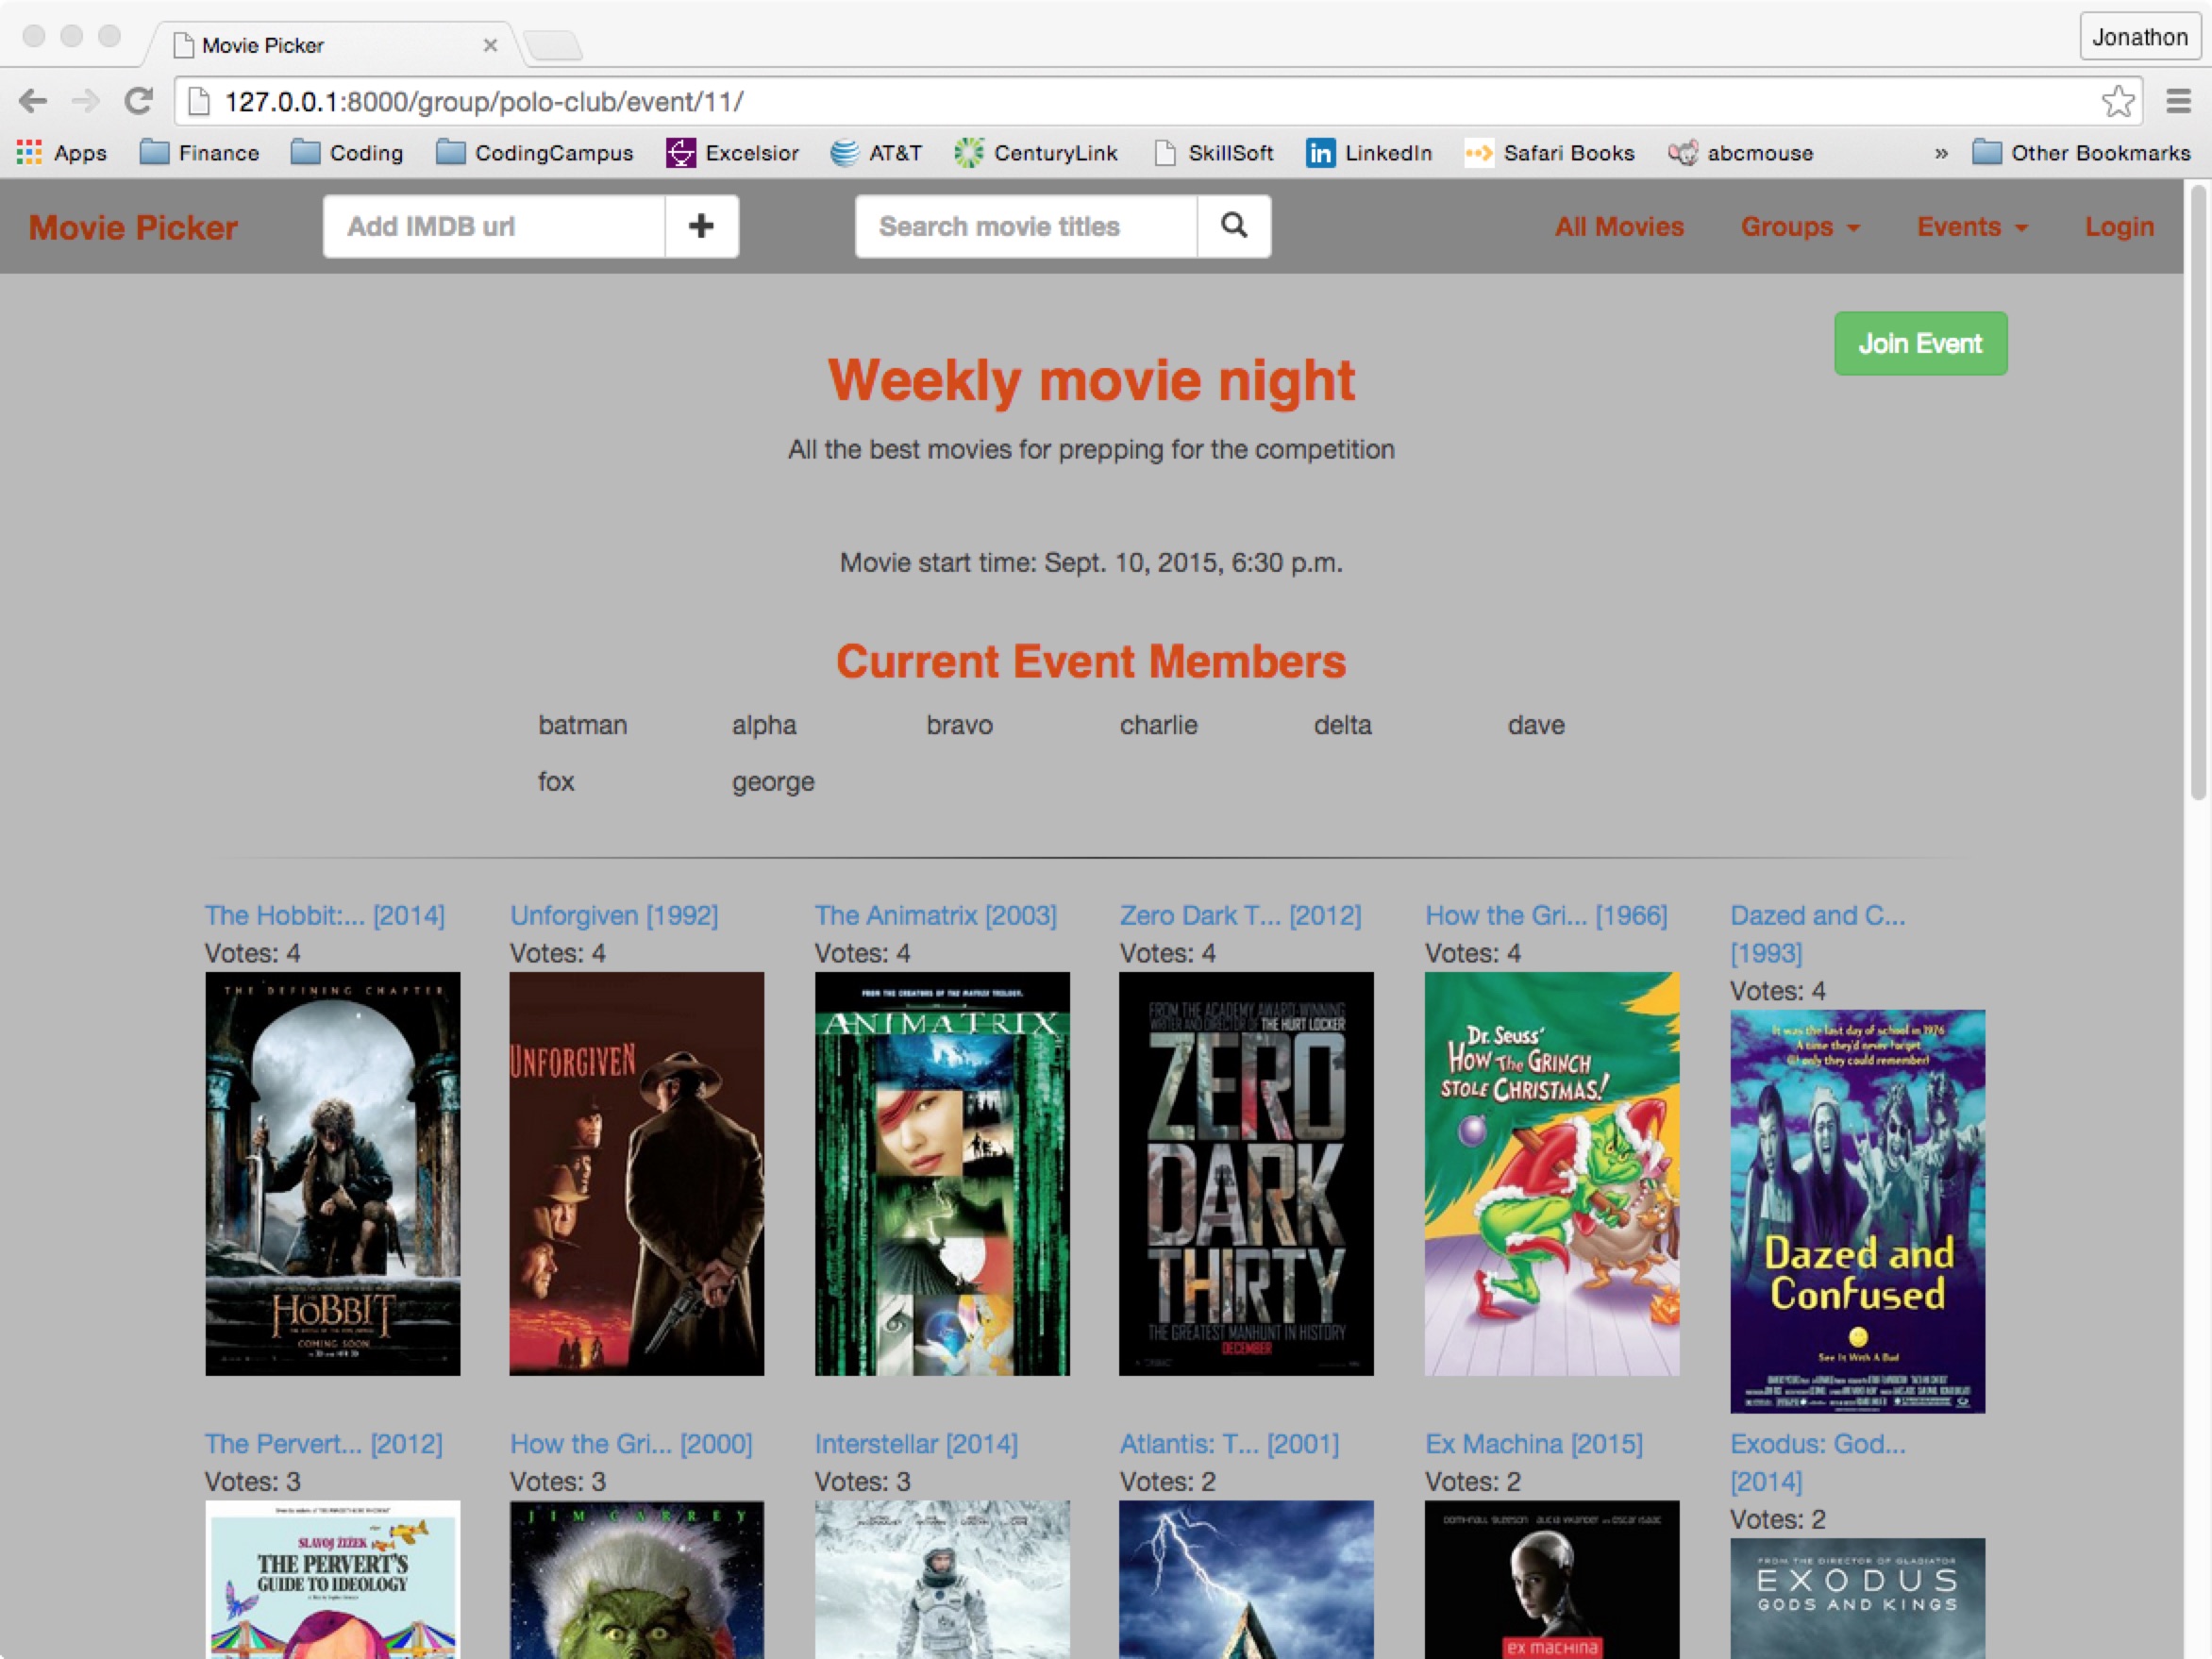 Movie Picker
Jonathon
127.0.0.1:8000/group/polo-club/event/11/
Apps Finance Coding CodingCampus Excelsior AT&T CenturyLink SkillSoft LinkedIn Safari Books abcmouse » Other Bookmarks
Movie Picker Add IMDB url Search movie titles All Movies Groups Events Login
Join Event
Weekly movie night
All the best movies for prepping for the competition
Movie start time: Sept. 10, 2015, 6:30 p.m.
Current Event Members
batman alpha bravo charlie delta dave
fox george
The Hobbit:... [2014] Unforgiven [1992] The Animatrix [2003] Zero Dark T... [2012] How the Gri... [1966] Dazed and C...
[1993]
Votes: 4 Votes: 4 Votes: 4 Votes: 4 Votes: 4
Votes: 4
THE DEFINING CHAPTER
HOBBIT
COMING SOON
UNFORGIVEN
FROM THE CREATORS OF THE MATRIX TRILOGY.
ANIMATRIX
FROM THE ACADEMY AWARD-WINNING
WRITER AND DIRECTOR OF THE HURT LOCKER
ZERO
DARK
THIRTY
THE GREATEST MANHUNT IN HISTORY
DECEMBER
Dr. Seuss'
HOW THE GRINCH
STOLE CHRISTMAS!
It was the last day of school in 1976
A time they'd never forget
If only they could remember!
Dazed and
Confused
See It With A Bud
The Pervert... [2012] How the Gri... [2000] Interstellar [2014] Atlantis: T... [2001] Ex Machina [2015] Exodus: God...
[2014]
Votes: 3 Votes: 3 Votes: 3 Votes: 2 Votes: 2
Votes: 2
SLAVOJ ŽIŽEK
THE PERVERT'S
GUIDE TO IDEOLOGY
JIM CARREY
DOMHNALL GLEESON ALICIA VIKANDER AND OSCAR ISAAC
EX MACHINA
FROM THE DIRECTOR OF GLADIATOR
EXODUS
GODS AND KINGS